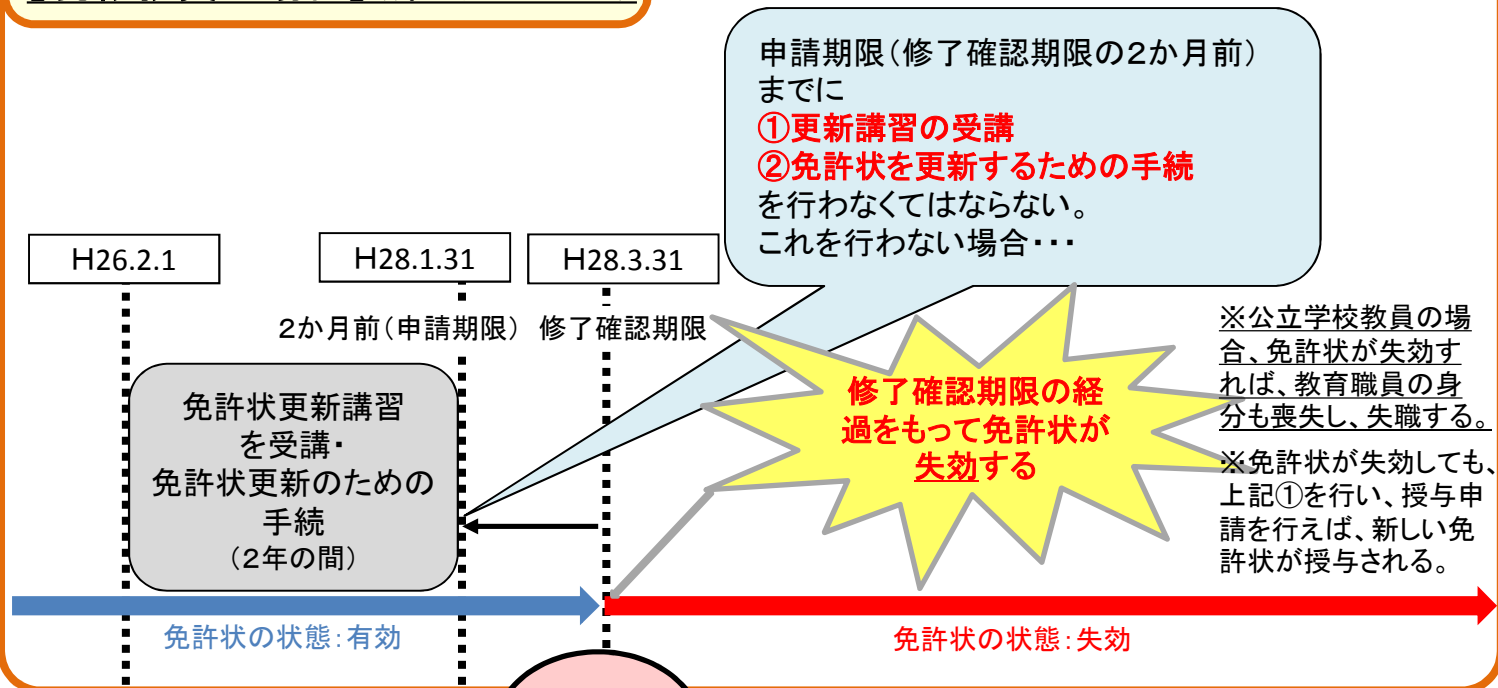 申請期限(修了確認期限の2か月前)
までに
①更新講習の受講
②免許状を更新するための手続
を行わなくてはならない。
これを行わない場合・・・
H26.2.1
H28.1.31
H28.3.31
2か月前(申請期限)
修了確認期限
免許状更新講習
を受講・
免許状更新のための
手続
(2年の間)
修了確認期限の経
過をもって免許状が
失効する
※公立学校教員の場
合、免許状が失効す
れば、教育職員の身
分も喪失し、失職する。
※免許状が失効しても、
上記①を行い、授与申
請を行えば、新しい免
許状が授与される。
免許状の状態:有効
免許状の状態:失効